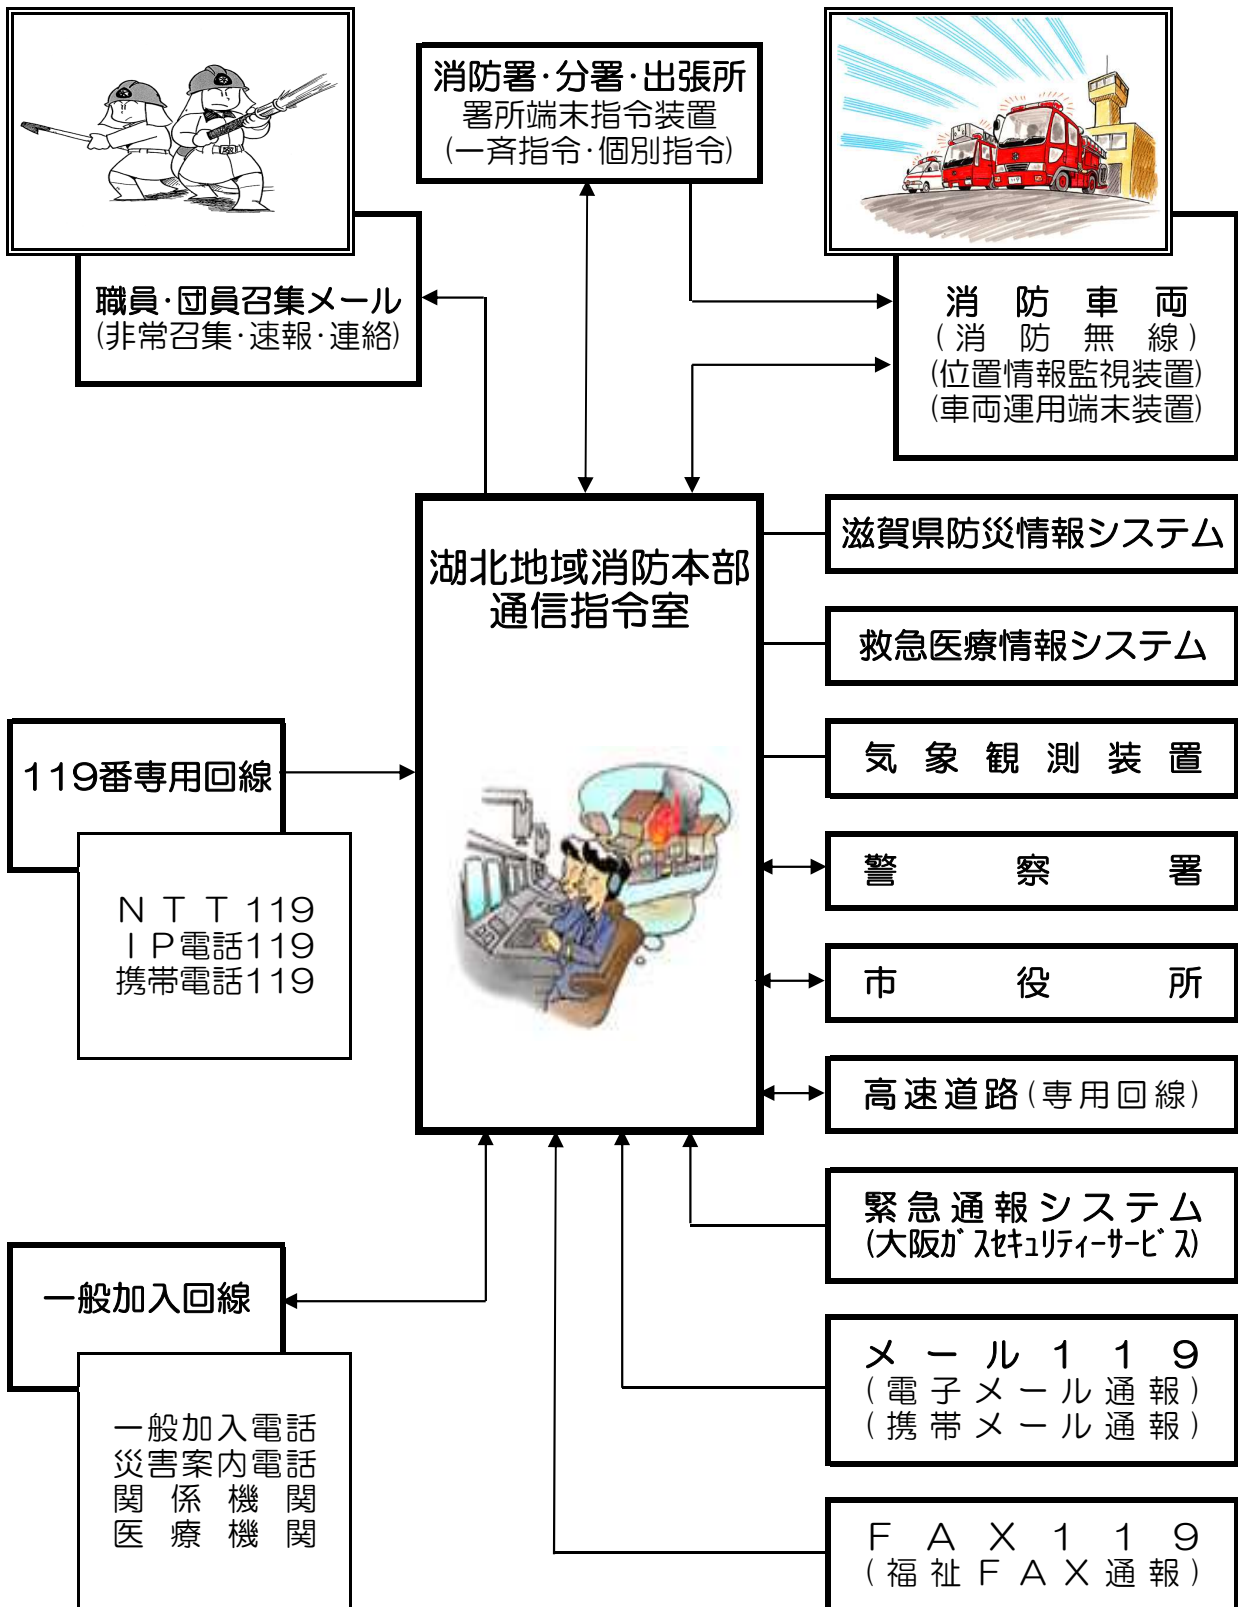 消防署・分署・出張所
署所端末指令装置
(一斉指令・個別指令)
職員・団員召集メール
(非常召集・速報・連絡)
消防車両
(消防無線)
(位置情報監視装置)
(車両運用端末装置)
湖北地域消防本部
通信指令室
滋賀県防災情報システム
救急医療情報システム
気象観測装置
警察署
市役所
高速道路(専用回線)
緊急通報システム
(大阪ガスセキュリティーサービス)
メール119
(電子メール通報)
(携帯メール通報)
FAX119
(福祉FAX通報)
119番専用回線
NTT119
IP電話119
携帯電話119
一般加入回線
一般加入電話
災害案内電話
関係機関
医療機関